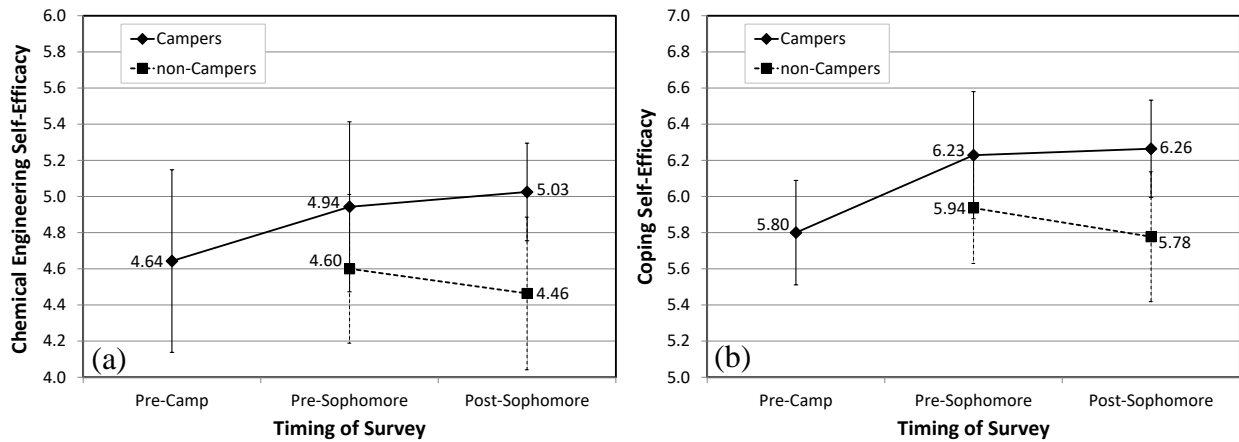 6.0
5.8
5.6
5.4
5.2
5.0
4.8
4.6
4.4
4.2
4.0
Chemical Engineering Self-Efficacy
Campers
non-Campers
4.64
4.94
5.03
4.60
4.46
(a)
Pre-Camp Pre-Sophomore Post-Sophomore
Timing of Survey
7.0
6.8
6.6
6.4
6.2
6.0
5.8
5.6
5.4
5.2
5.0
Coping Self-Efficacy
Campers
non-Campers
5.80
6.23
6.26
5.94
5.78
(b)
Pre-Camp Pre-Sophomore Post-Sophomore
Timing of Survey